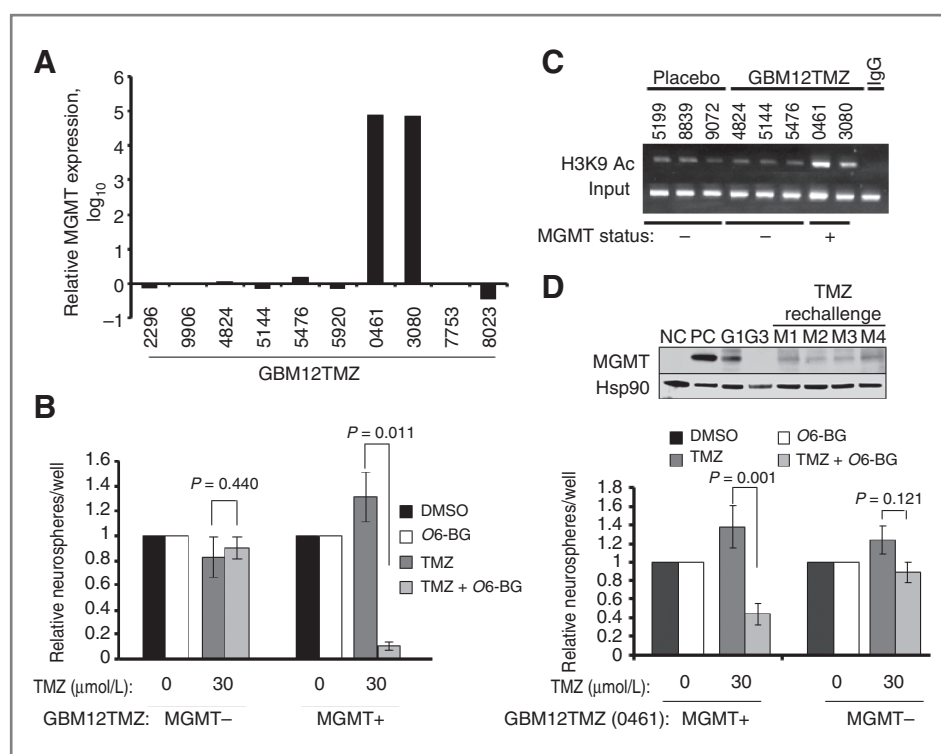 A
Relative MGMT expression,
log10
6
5
4
3
2
1
0
–1
2296
9906
4824
5144
5476
5920
0461
3080
7753
8023
GBM12TMZ
B
Relative neurospheres/well
1.6
1.4
1.2
1
0.8
0.6
0.4
0.2
0
P = 0.440
P = 0.011
DMSO
O6-BG
TMZ
TMZ + O6-BG
TMZ (μmol/L): 0 30 0 30
GBM12TMZ: MGMT– MGMT+
C
Placebo GBM12TMZ IgG
5199
8839
9072
4824
5144
5476
0461
3080
H3K9 Ac
Input
MGMT status: – – +
D
TMZ
rechallenge
NC PC G1 G3 M1 M2 M3 M4
MGMT
Hsp90
DMSO O6-BG
TMZ TMZ + O6-BG
Relative neurospheres/well
1.8
1.6
1.4
1.2
1
0.8
0.6
0.4
0.2
0
P = 0.001
P = 0.121
TMZ (μmol/L): 0 30 0 30
GBM12TMZ (0461) MGMT+ MGMT–